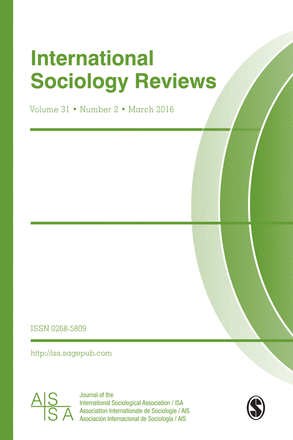 International
Sociology Reviews
Volume 31 • Number 2 • March 2016
ISSN 0268-5809
http://iss.sagepub.com
AIS
ISA
Journal of the
International Sociological Association / ISA
Association Internationale de Sociologie / AIS
Asociación Internacional de Sociología / AIS
S